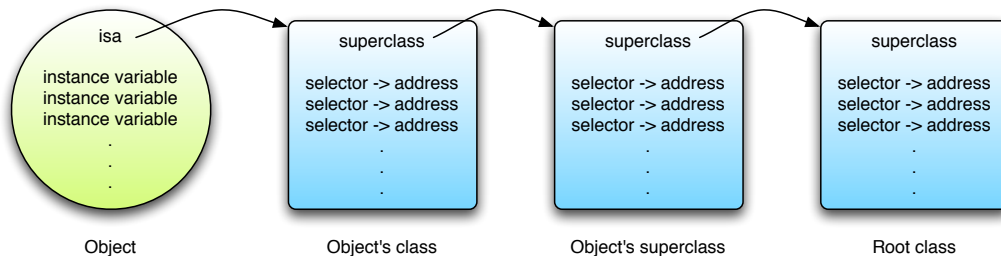 isa
instance variable
instance variable
instance variable
.
.
.
Object
superclass
selector -> address
selector -> address
selector -> address
.
.
.
Object's class
superclass
selector -> address
selector -> address
selector -> address
.
.
.
Object's superclass
superclass
selector -> address
selector -> address
selector -> address
.
.
.
Root class